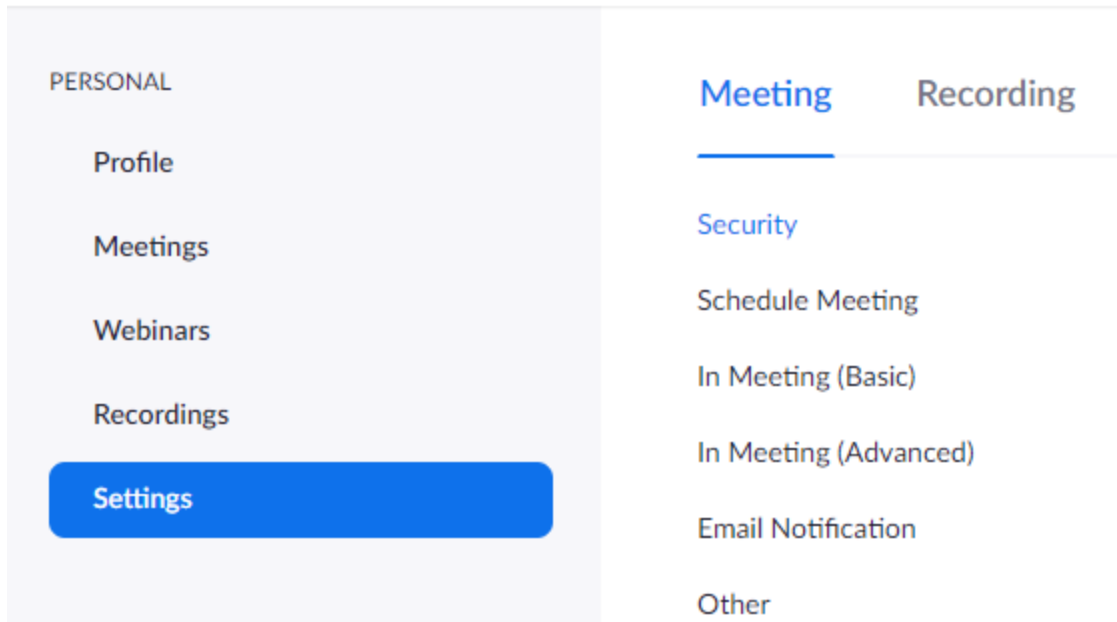 PERSONAL
Profile
Meetings
Webinars
Recordings
Settings
Meeting Recording
Security
Schedule Meeting
In Meeting (Basic)
In Meeting (Advanced)
Email Notification
Other